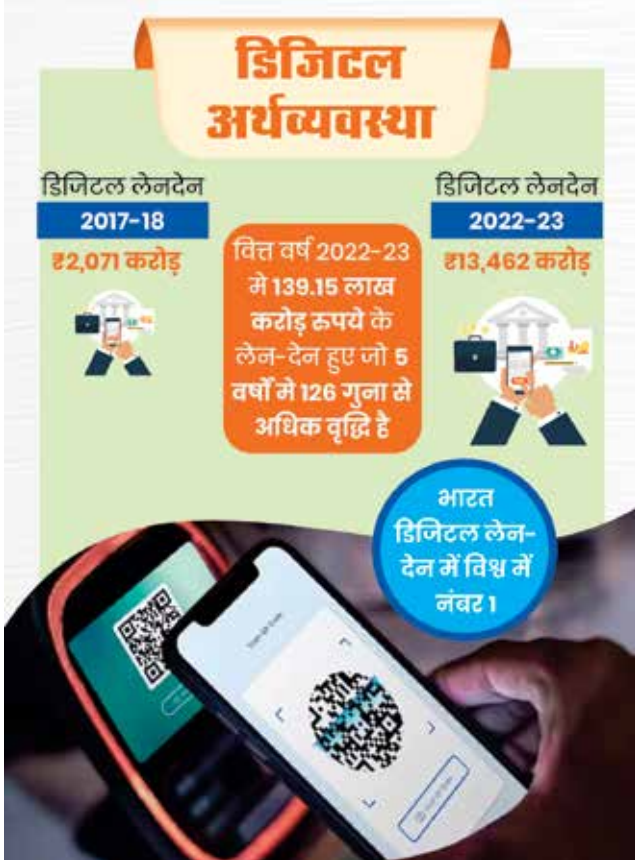 डिजिटल
अर्थव्यवस्था
डिजिटल लेनदेन
2017-18
₹2,071 करोड़
वित्त वर्ष 2022-23
मे 139.15 लाख
करोड़ रुपये के
लेन-देन हुए जो 5
वर्षों मे 126 गुना से
अधिक वृद्धि है
डिजिटल लेनदेन
2022-23
₹13,462 करोड़
भारत
डिजिटल लेन-
देन में विश्व में
नंबर 1